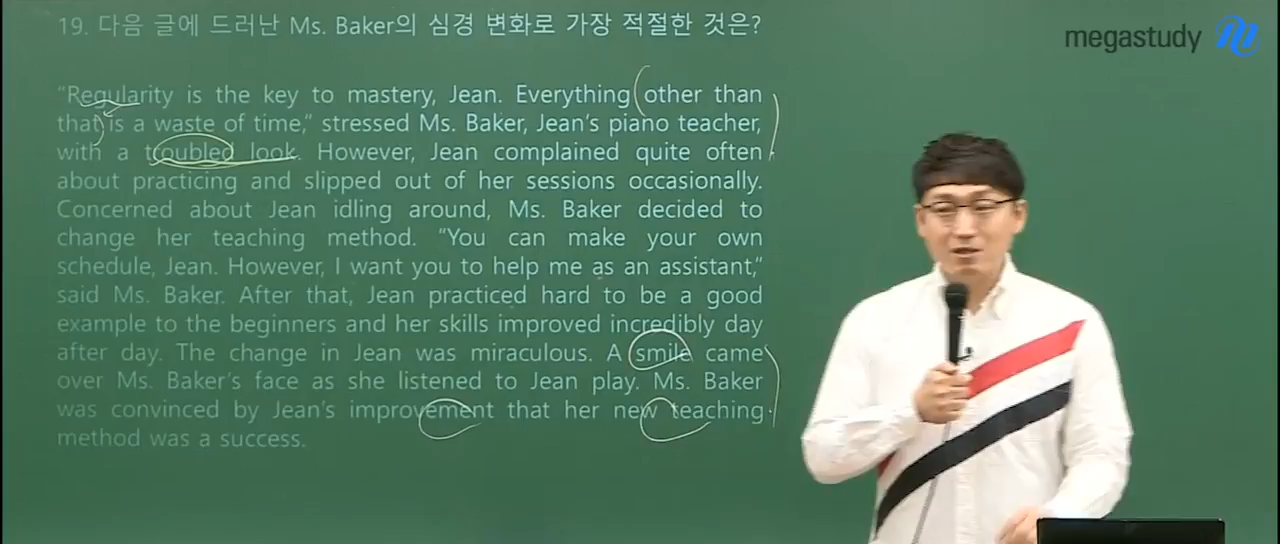 19. 다음 글에 드러난 Ms. Baker의 심경 변화로 가장 적절한 것은?
megastudy
“Regularity is the key to mastery, Jean. Everything other than
that is a waste of time,” stressed Ms. Baker, Jean’s piano teacher,
with a troubled look. However, Jean complained quite often
about practicing and slipped out of her sessions occasionally.
Concerned about Jean idling around, Ms. Baker decided to
change her teaching method. “You can make your own
schedule, Jean. However, I want you to help me as an assistant,”
said Ms. Baker. After that, Jean practiced hard to be a good
example to the beginners and her skills improved incredibly day
after day. The change in Jean was miraculous. A smile came
over Ms. Baker’s face as she listened to Jean play. Ms. Baker
was convinced by Jean’s improvement that her new teaching
method was a success.